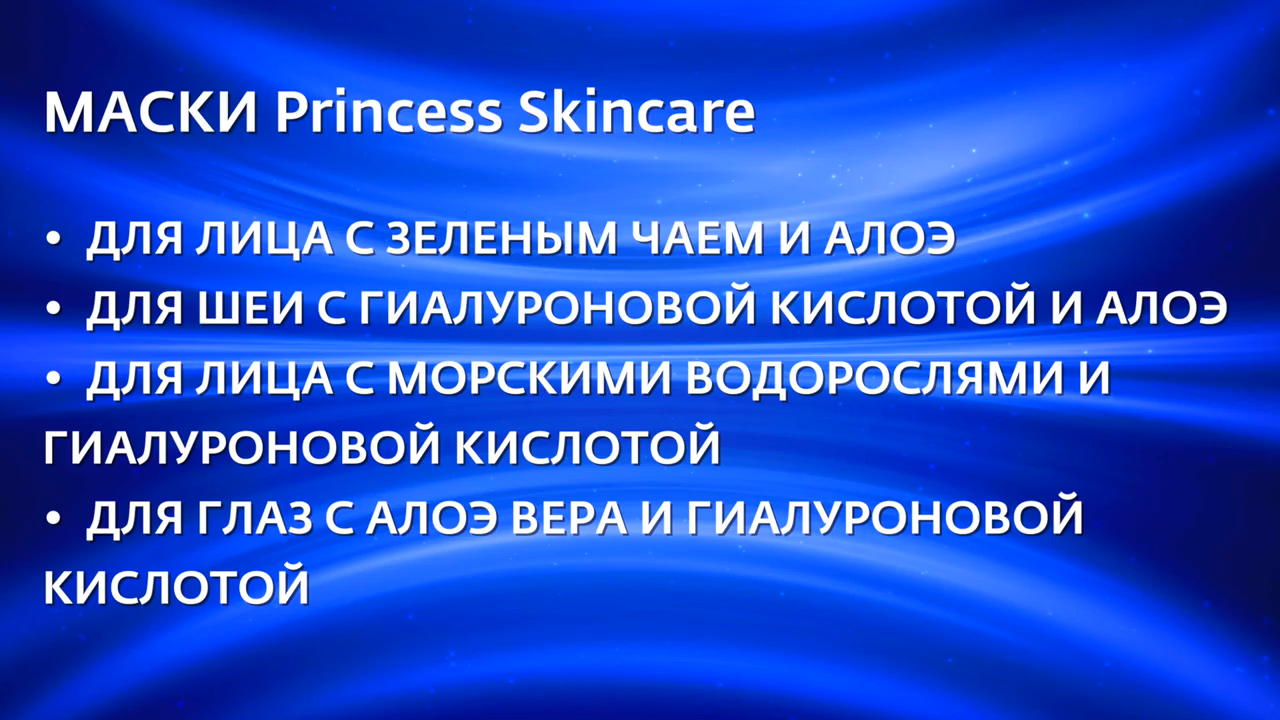 МАСКИ Princess Skincare
• ДЛЯ ЛИЦА С ЗЕЛЕНЫМ ЧАЕМ И АЛОЭ
• ДЛЯ ШЕИ С ГИАЛУРОНОВОЙ КИСЛОТОЙ И АЛОЭ
• ДЛЯ ЛИЦА С МОРСКИМИ ВОДОРОСЛЯМИ И
ГИАЛУРОНОВОЙ КИСЛОТОЙ
• ДЛЯ ГЛАЗ С АЛОЭ ВЕРА И ГИАЛУРОНОВОЙ
КИСЛОТОЙ